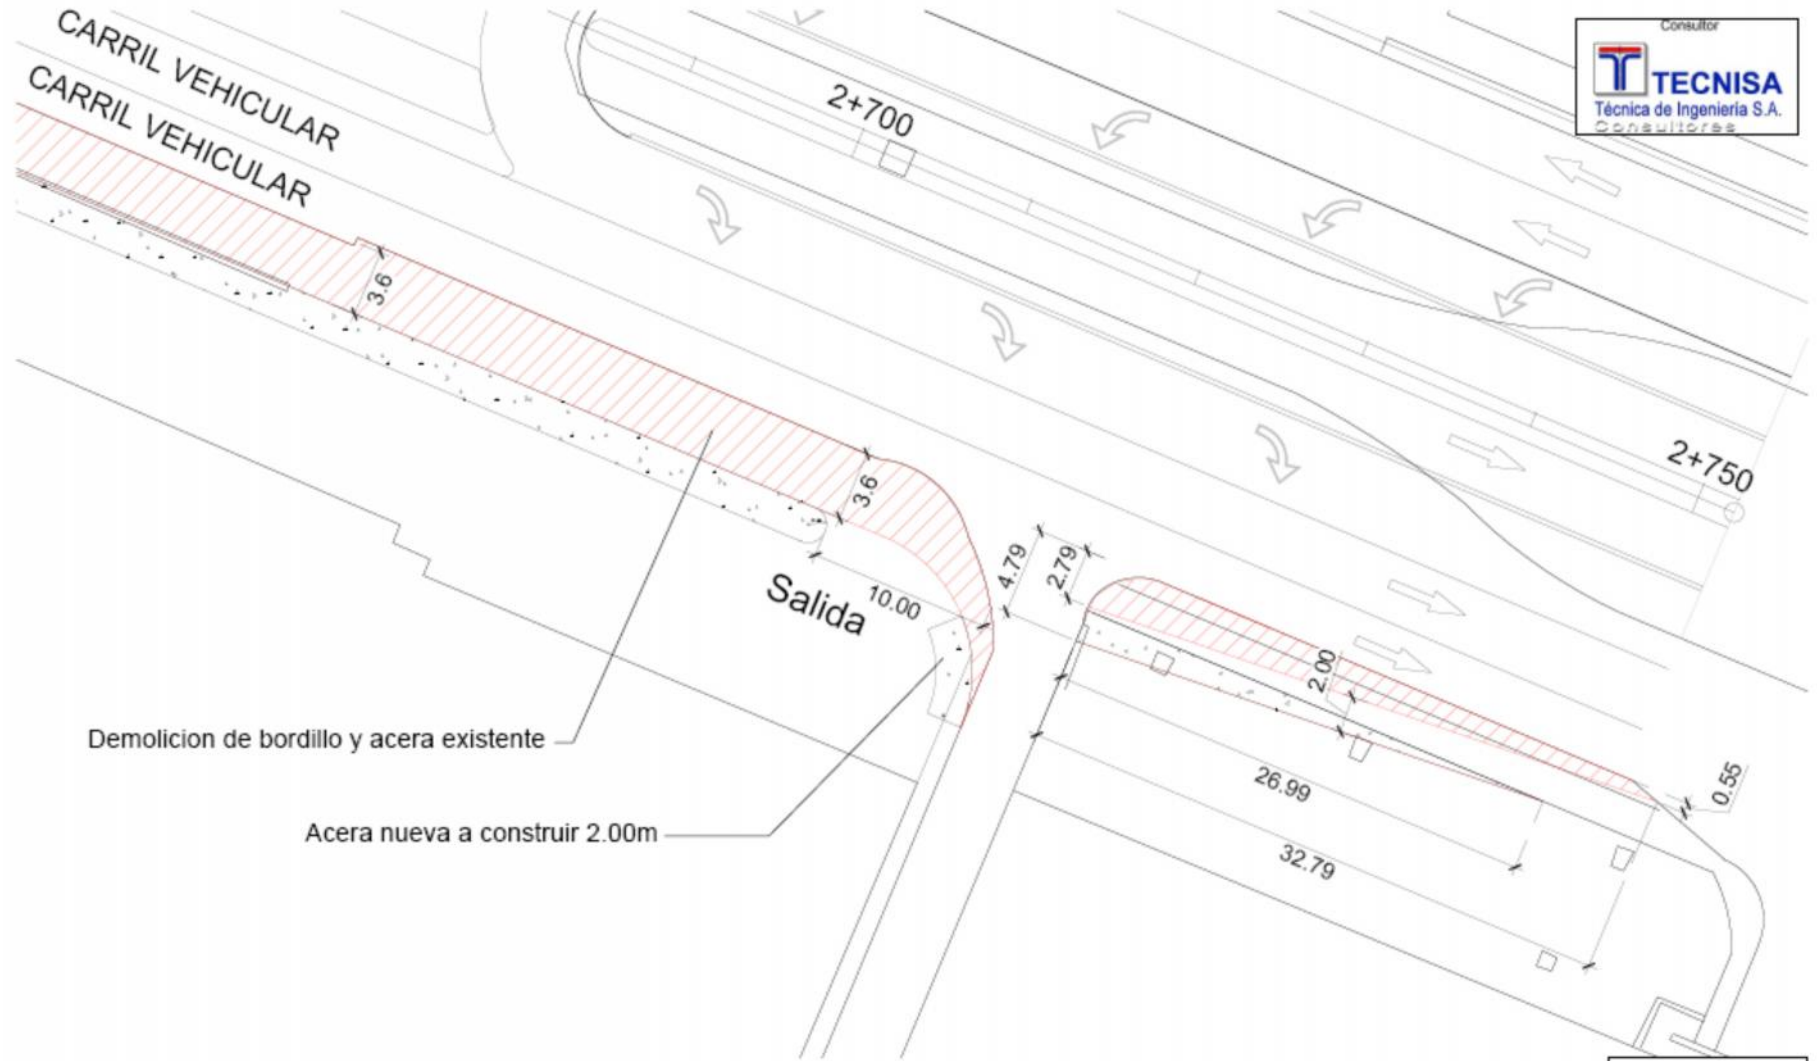 CARRIL VEHICULAR
CARRIL VEHICULAR
2+700
Consultor
TECNISA
Técnica de Ingenieria S.A.
Consultores
3.6
3.6
2+750
4.79
2.79
Salida
10.00
2.00
Demolicion de bordillo y acera existente
26.99
0.55
Acera nueva a construir 2.00m
32.79